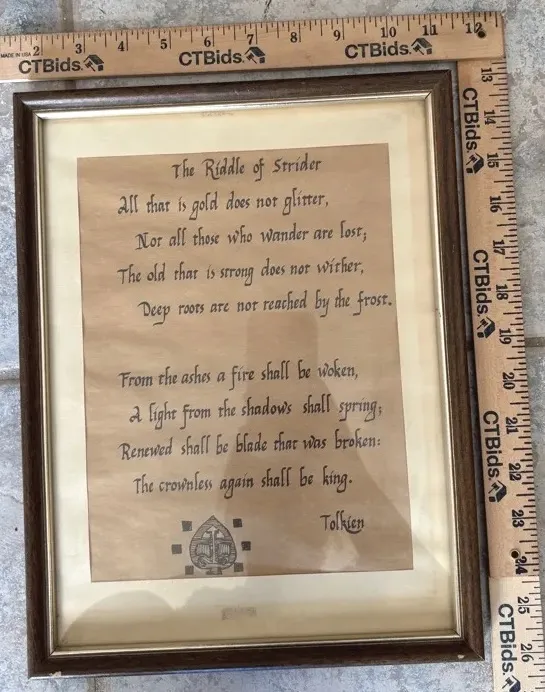 MADE IN USA 2 3 4 5 6 7 8 9 10 11 12
CTBids. CTBids. CTBids.
13
CTBids.
14
15
16
17
CTBids.
18
19
20
21
CTBids.
22
23
24
25
CTBids.
26
The Riddle of Strider
All that is gold does not glitter,
Not all those who wander are lost;
The old that is strong does not wither,
Deep roots are not reached by the frost.
From the ashes a fire shall be woken,
A light from the shadows shall spring;
Renewed shall be blade that was broken:
The crownless again shall be king.
Tolkien